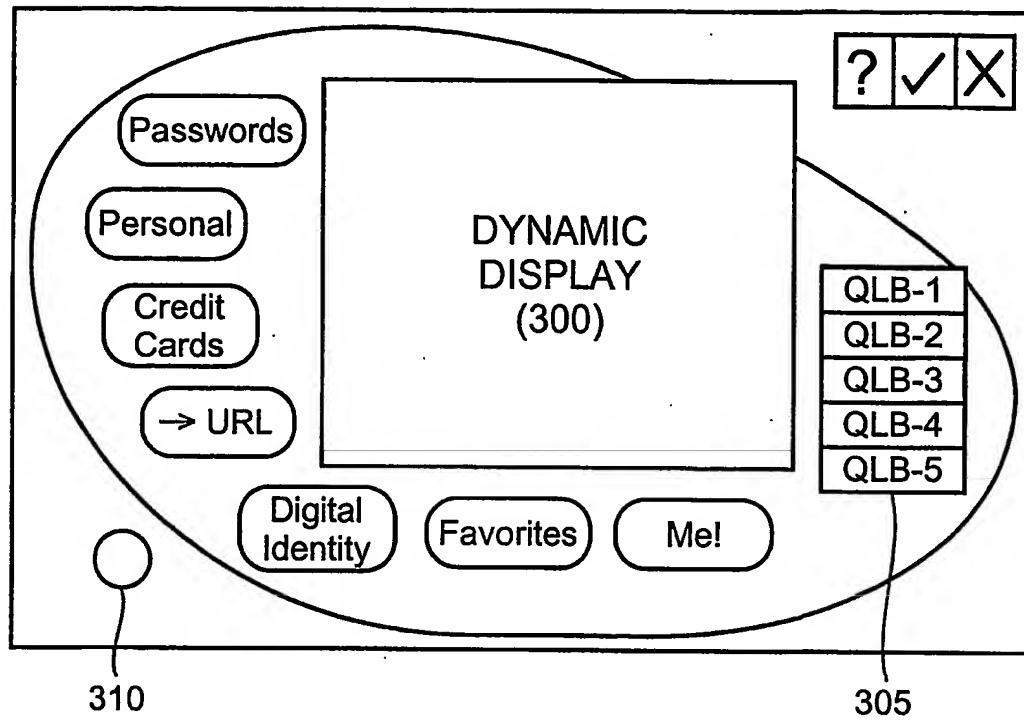 ? ✓ X
Passwords
Personal
Credit
Cards
→ URL
DYNAMIC
DISPLAY
(300)
QLB-1
QLB-2
QLB-3
QLB-4
QLB-5
Digital
Identity
Favorites
Me!
310
305